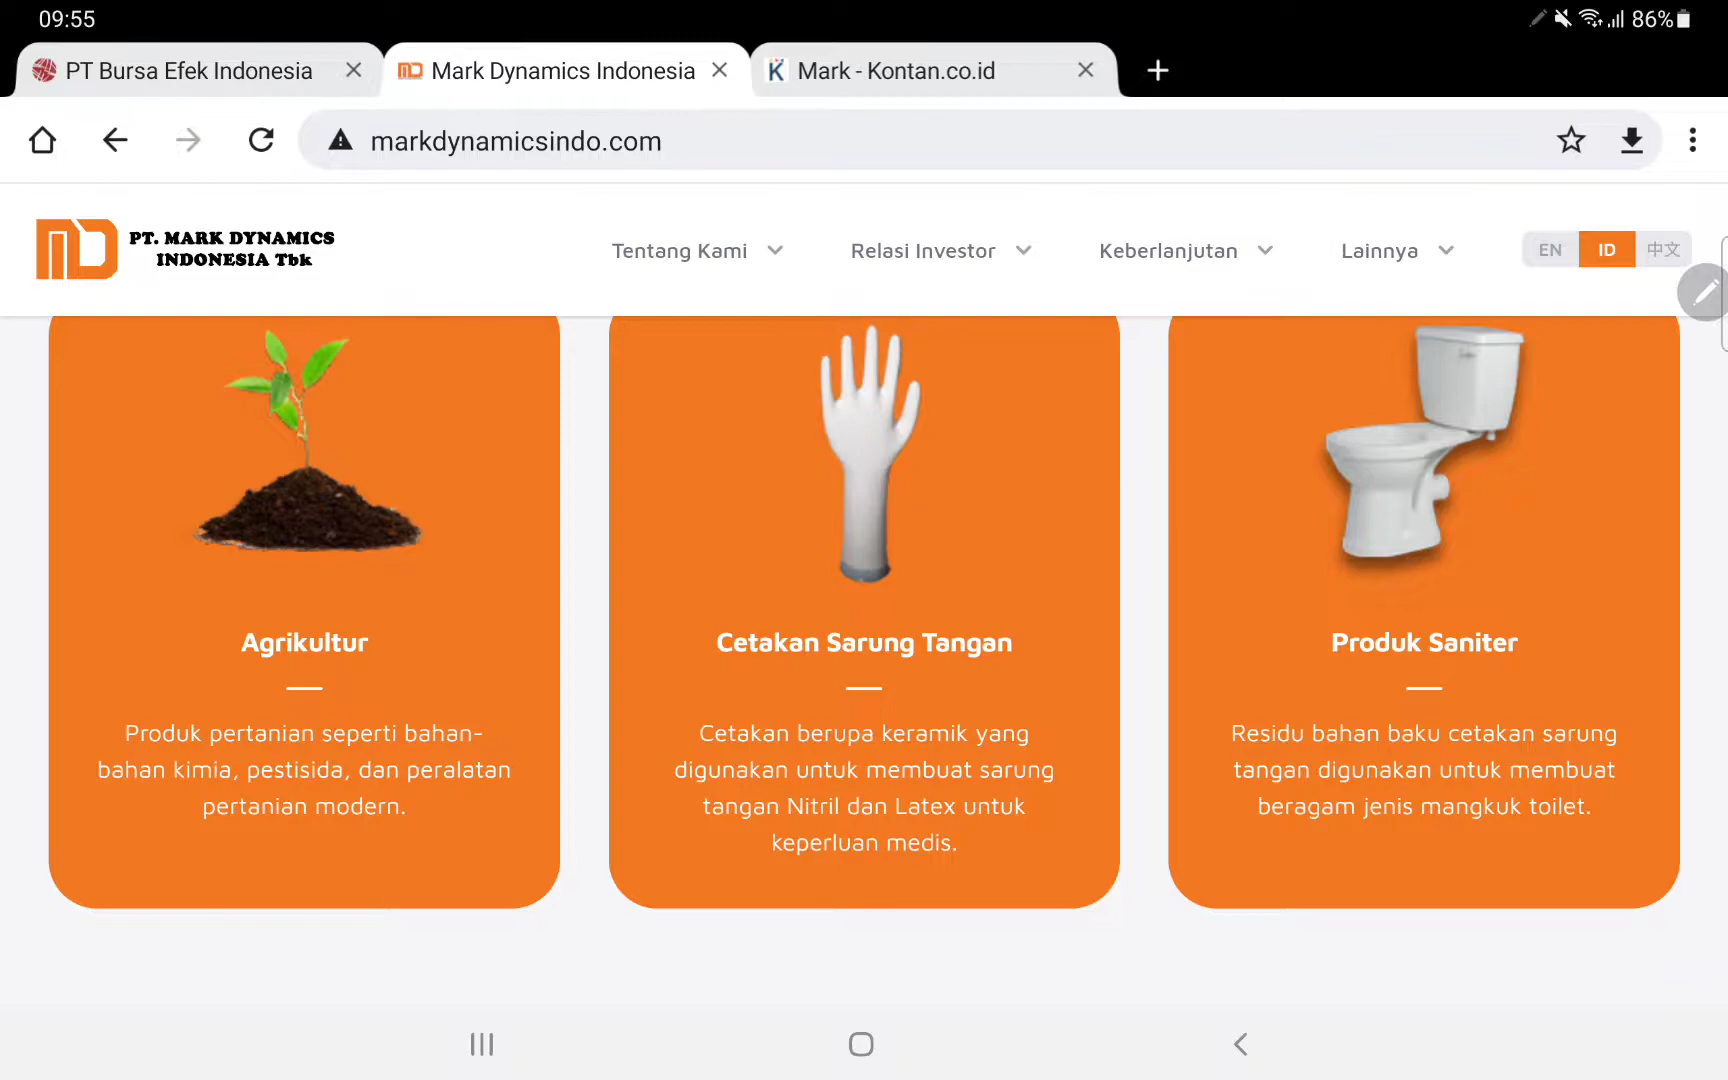 09:55
86%
PT Bursa Efek Indonesia
Mark Dynamics Indonesia
Mark - Kontan.co.id
markdynamicsindo.com
PT. MARK DYNAMICS
INDONESIA Tbk
Tentang Kami
Relasi Investor
Keberlanjutan
Lainnya
EN
ID
中文
Agrikultur
Produk pertanian seperti bahan-
bahan kimia, pestisida, dan peralatan
pertanian modern.
Cetakan Sarung Tangan
Cetakan berupa keramik yang
digunakan untuk membuat sarung
tangan Nitril dan Latex untuk
keperluan medis.
Produk Saniter
Residu bahan baku cetakan sarung
tangan digunakan untuk membuat
beragam jenis mangkuk toilet.